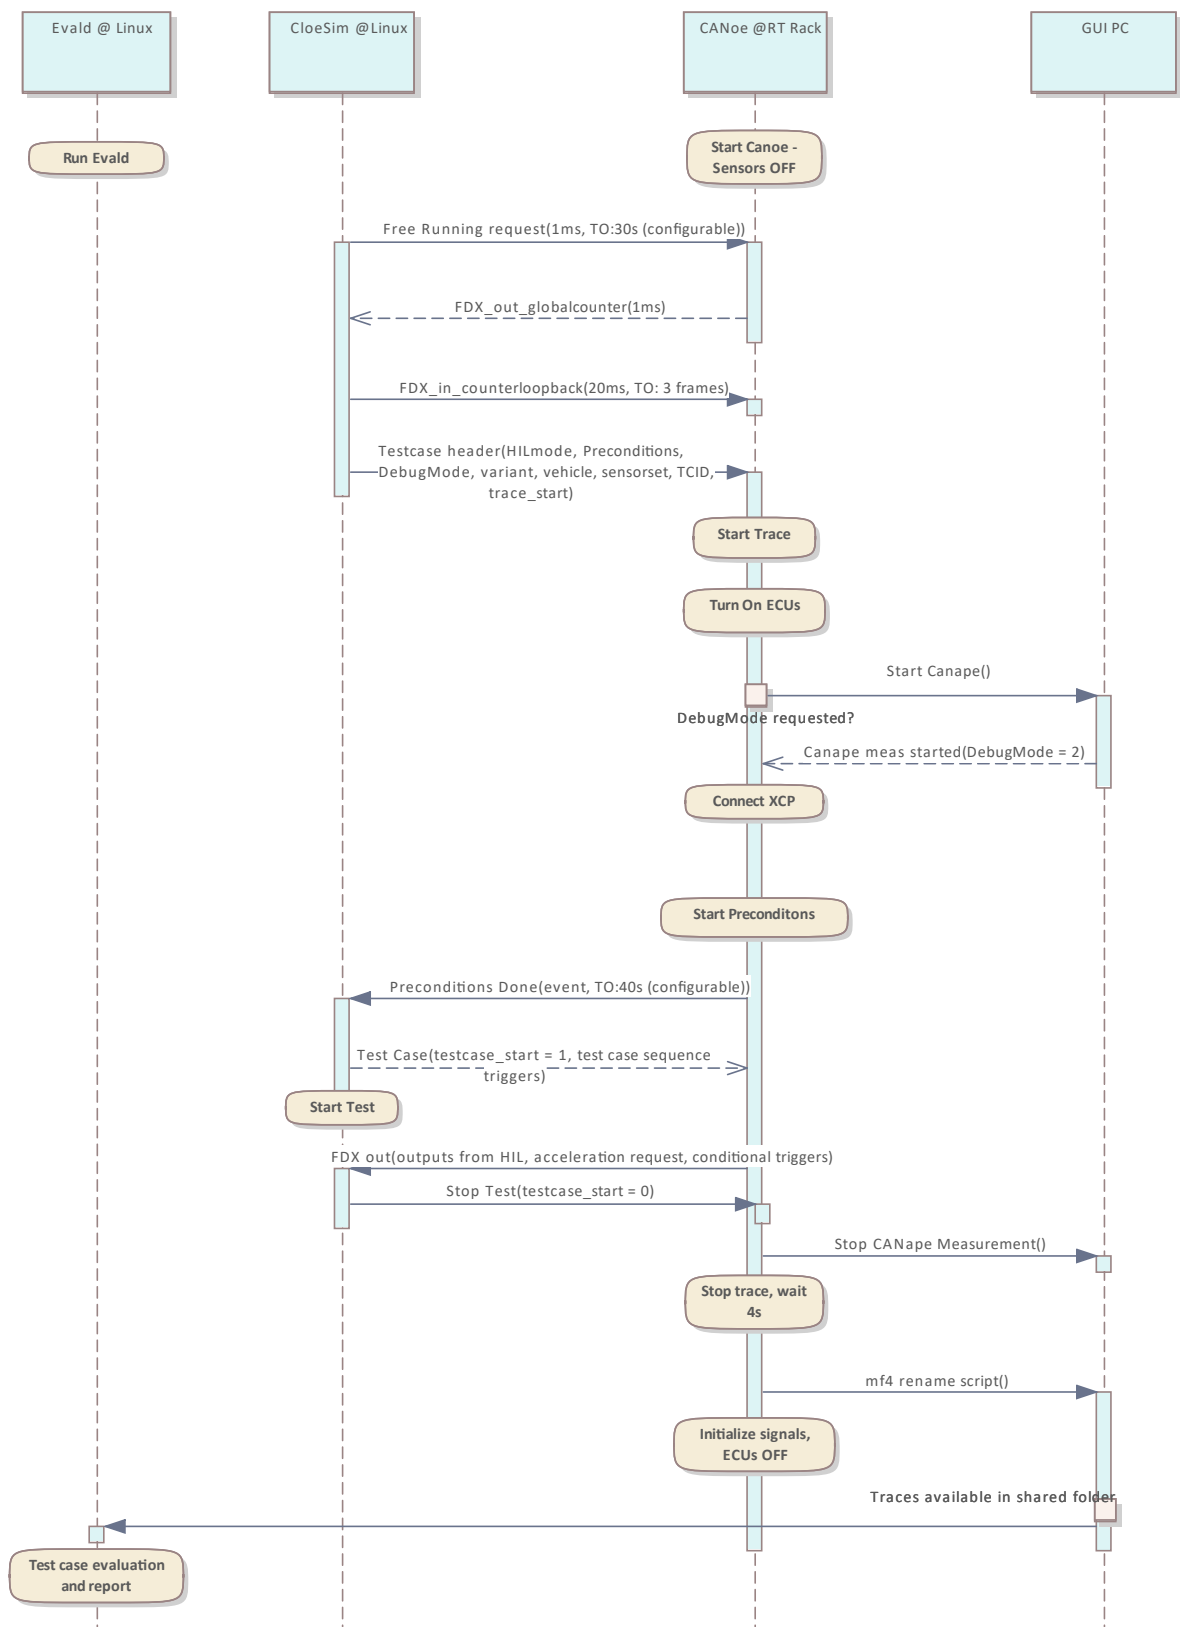 Evald @ Linux
CloeSim @Linux
CANoe @RT Rack
GUI PC
Run Evald
Start Canoe -
Sensors OFF
Free Running request(1ms, TO:30s (configurable))
FDX_out_globalcounter(1ms)
FDX_in_counterloopback(20ms, TO: 3 frames)
Testcase header(HILmode, Preconditions,
DebugMode, variant, vehicle, sensorset, TCID,
trace_start)
Start Trace
Turn On ECUs
Start Canape()
DebugMode requested?
Canape meas started(DebugMode = 2)
Connect XCP
Start Preconditons
Preconditions Done(event, TO:40s (configurable))
Test Case(testcase_start = 1, test case sequence
triggers)
Start Test
FDX out(outputs from HIL, acceleration request, conditional triggers)
Stop Test(testcase_start = 0)
Stop CANape Measurement()
Stop trace, wait
4s
mf4 rename script()
Initialize signals,
ECUs OFF
Traces available in shared folder
Test case evaluation
and report